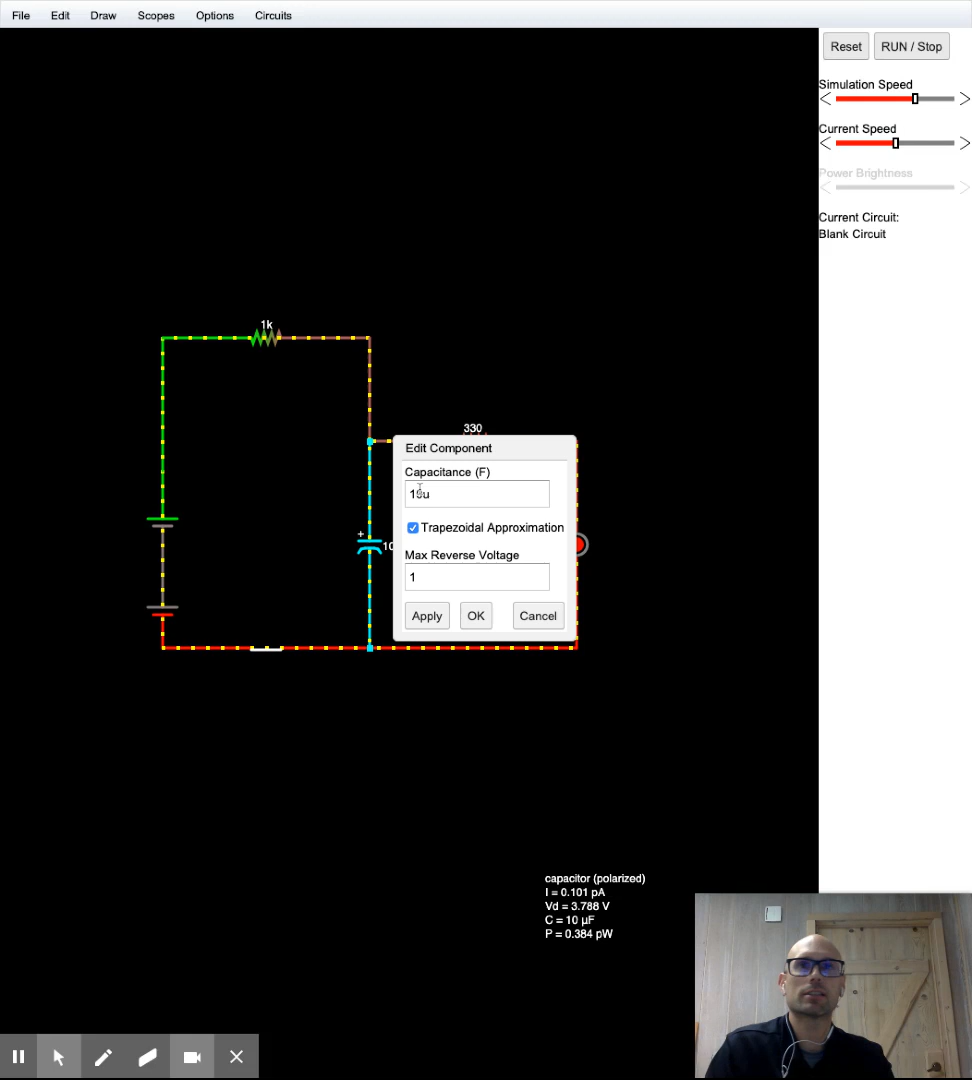 File Edit Draw Scopes Options Circuits
Reset RUN / Stop
Simulation Speed
Current Speed
Power Brightness
Current Circuit:
Blank Circuit
1k
330
Edit Component
Capacitance (F)
10u
Trapezoidal Approximation
+
10
Max Reverse Voltage
1
Apply OK Cancel
capacitor (polarized)
I = 0.101 pA
Vd = 3.788 V
C = 10 µF
P = 0.384 pW